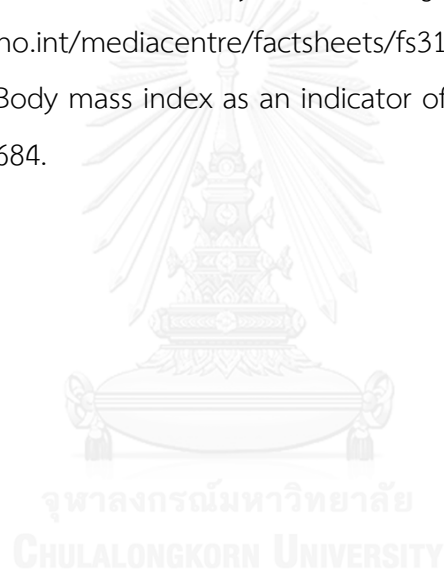 no.int/mediacentre/factsheets/fs31
Body mass index as an indicator of
684.
จุฬาลงกรณ์มหาวิทยาลัย
CHULALONGKORN UNIVERSITY